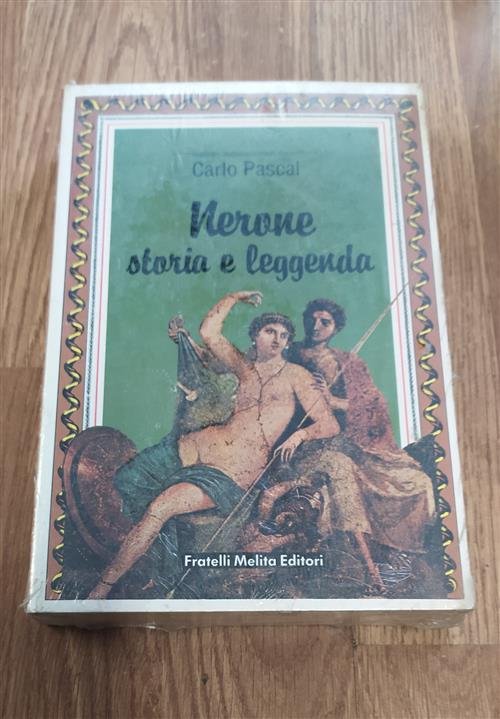 Carlo Pascal
Nerone
storia e leggenda
Fratelli Melita Editori